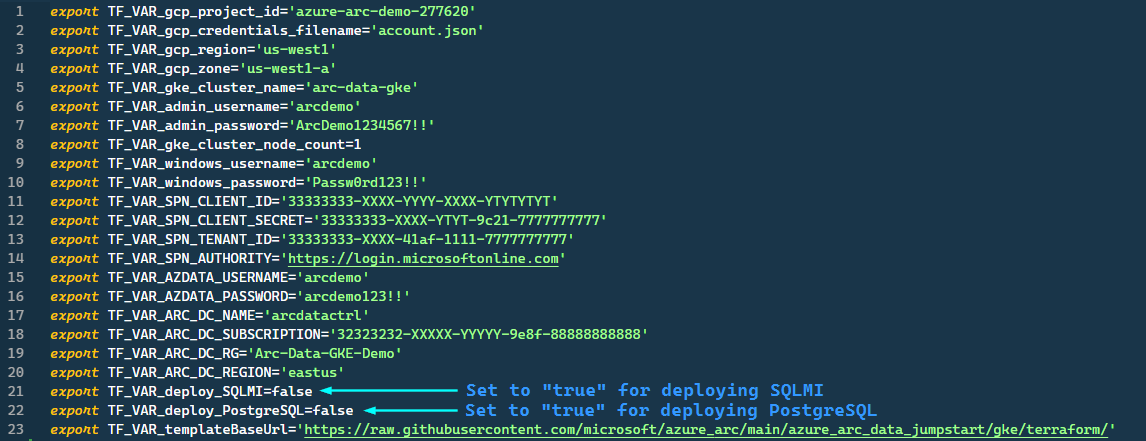 1 export TF_VAR_gcp_project_id='azure-arc-demo-277620'
2 export TF_VAR_gcp_credentials_filename='account.json'
3 export TF_VAR_gcp_region='us-west1'
4 export TF_VAR_gcp_zone='us-west1-a'
5 export TF_VAR_gke_cluster_name='arc-data-gke'
6 export TF_VAR_admin_username='arcdemo'
7 export TF_VAR_admin_password='ArcDemo1234567!!'
8 export TF_VAR_gke_cluster_node_count=1
9 export TF_VAR_windows_username='arcdemo'
10 export TF_VAR_windows_password='Passw0rd123!!'
11 export TF_VAR_SPN_CLIENT_ID='33333333-XXXX-YYYY-XXXX-YTYTYTYT'
12 export TF_VAR_SPN_CLIENT_SECRET='33333333-XXXX-YTYT-9c21-7777777777'
13 export TF_VAR_SPN_TENANT_ID='33333333-XXXX-41af-1111-7777777777'
14 export TF_VAR_SPN_AUTHORITY='https://login.microsoftonline.com'
15 export TF_VAR_AZDATA_USERNAME='arcdemo'
16 export TF_VAR_AZDATA_PASSWORD='arcdemo123!!'
17 export TF_VAR_ARC_DC_NAME='arcdatactrl'
18 export TF_VAR_ARC_DC_SUBSCRIPTION='32323232-XXXXX-YYYYY-9e8f-88888888888'
19 export TF_VAR_ARC_DC_RG='Arc-Data-GKE-Demo'
20 export TF_VAR_ARC_DC_REGION='eastus'
21 export TF_VAR_deploy_SQLMI=false Set to "true" for deploying SQLMI
22 export TF_VAR_deploy_PostgreSQL=false Set to "true" for deploying PostgreSQL
23 export TF_VAR_templateBaseUrl='https://raw.githubusercontent.com/microsoft/azure_arc/main/azure_arc_data_jumpstart/gke/terraform/'